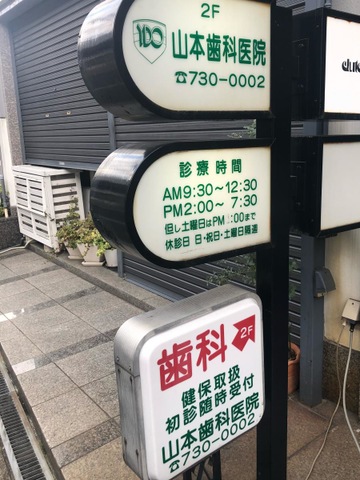 2F
YDO
山本歯科医院
☎730-0002
診療時間
AM9:30～12:30
PM2:00～ 7:30
但し土曜日はPM :00まで
休診日 日・祝日・土曜日隔週
歯科 2F
健保取扱
初診随時受付
山本歯科医院
☎730-0002